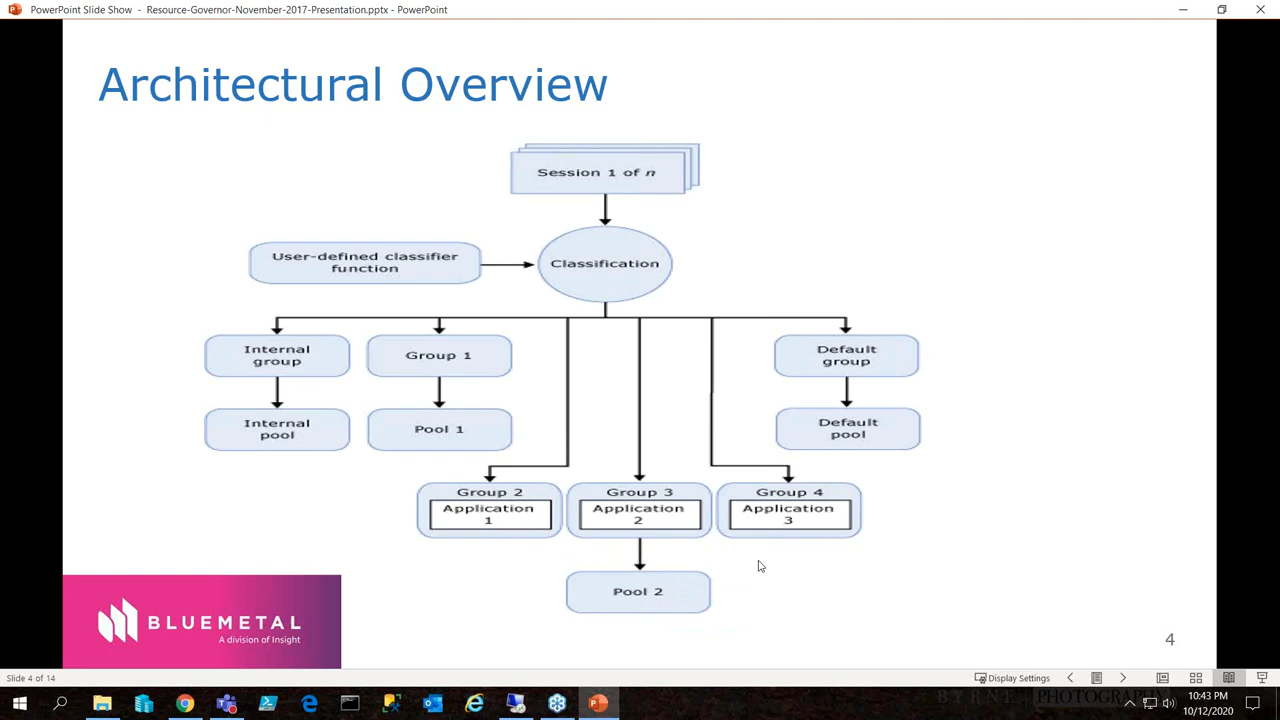 PowerPoint Slide Show - Resource-Governor-November-2017-Presentation.pptx - PowerPoint
Architectural Overview
Session 1 of n
User-defined classifier
function
Classification
Internal
group
Group 1
Default
group
Internal
pool
Pool 1
Default
pool
Group 2
Application
1
Group 3
Application
2
Group 4
Application
3
Pool 2
BLUEMETAL
A division of Insight
4
Slide 4 of 14
Display Settings
PHOTOGRAPHY
10:43 PM
10/12/2020